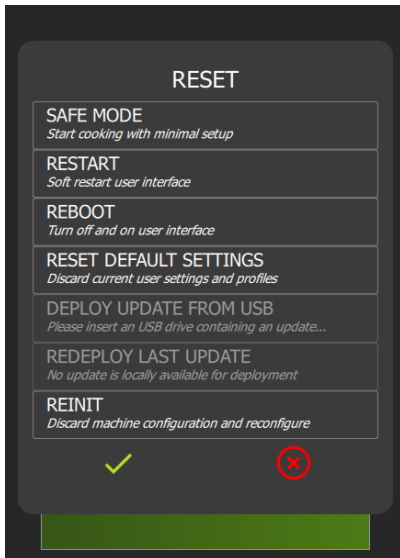 RESET
SAFE MODE
Start cooking with minimal setup
RESTART
Soft restart user interface
REBOOT
Turn off and on user interface
RESET DEFAULT SETTINGS
Discard current user settings and profiles
DEPLOY UPDATE FROM USB
Please insert an USB drive containing an update...
REDEPLOY LAST UPDATE
No update is locally available for deployment
REINIT
Discard machine configuration and reconfigure